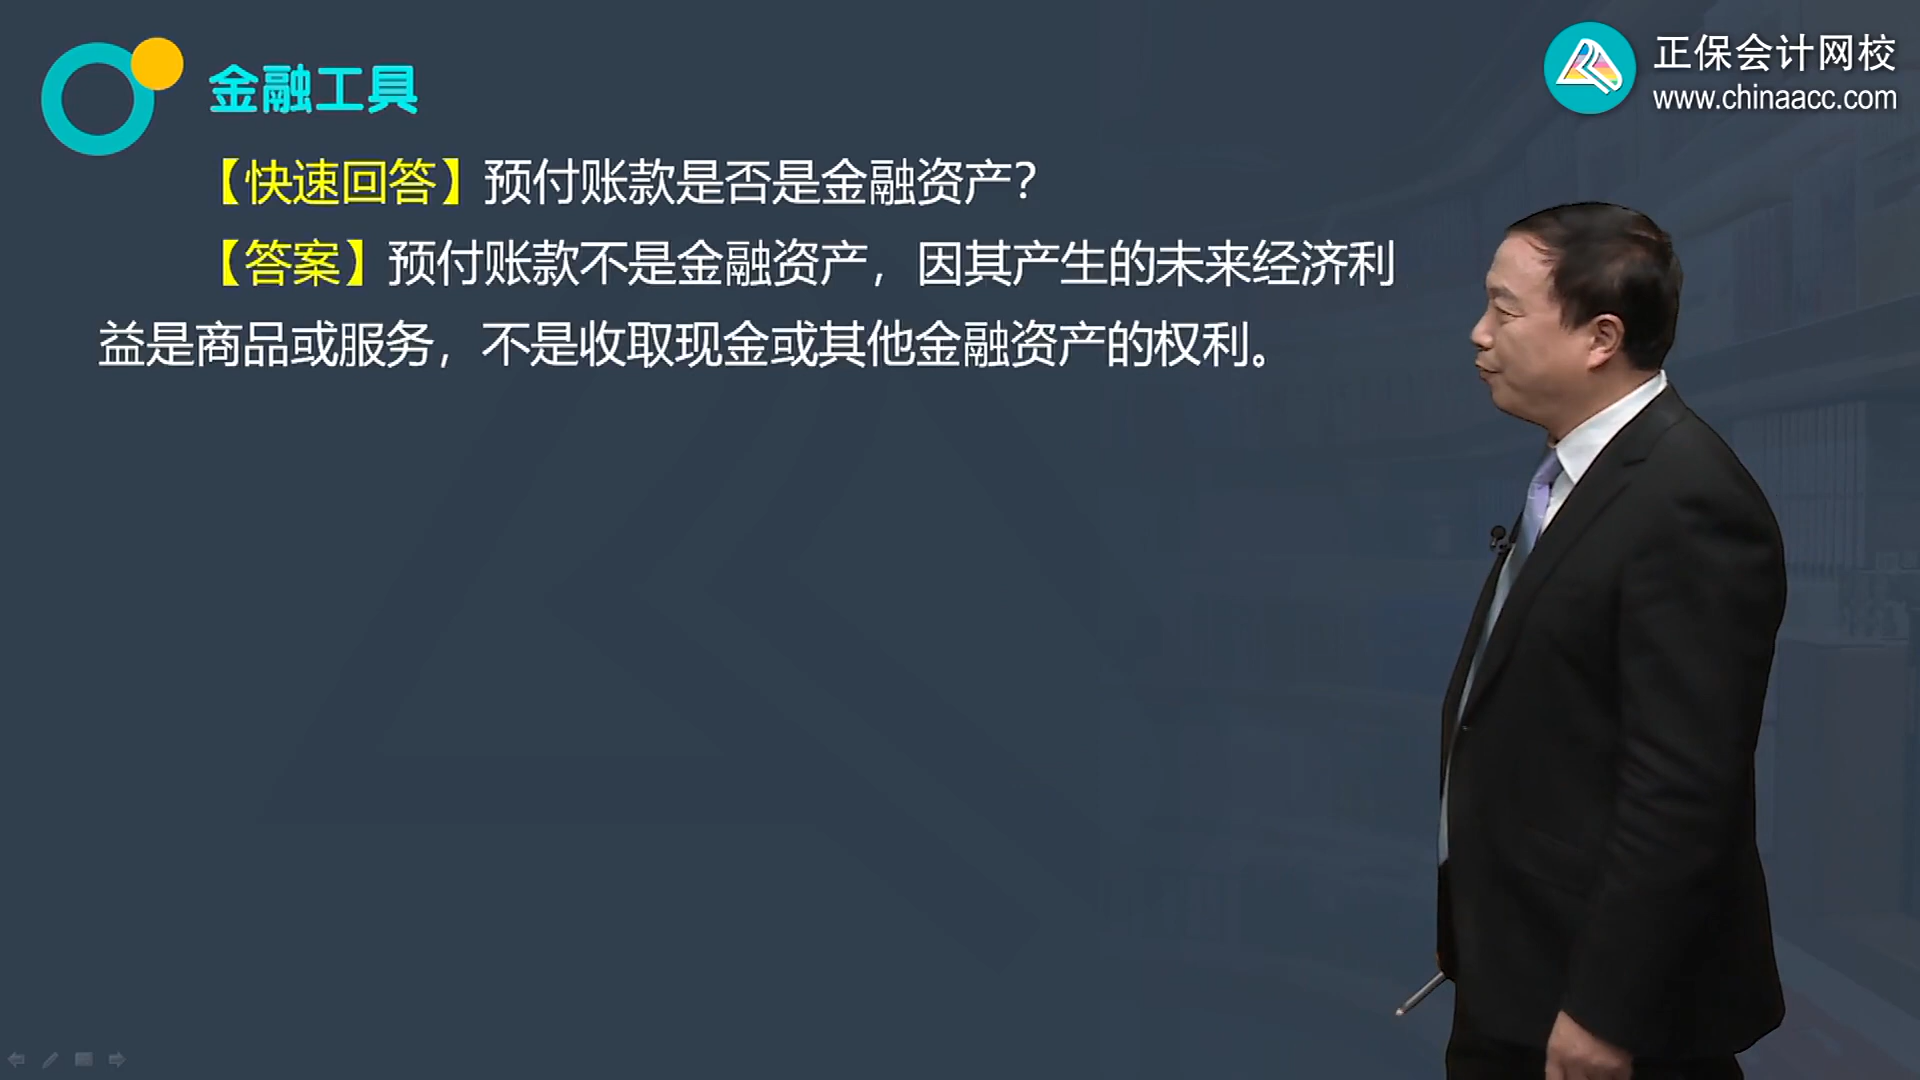 金融工具
正保会计网校
www.chinaacc.com
【快速回答】预付账款是否是金融资产？
【答案】预付账款不是金融资产，因其产生的未来经济利
益是商品或服务，不是收取现金或其他金融资产的权利。